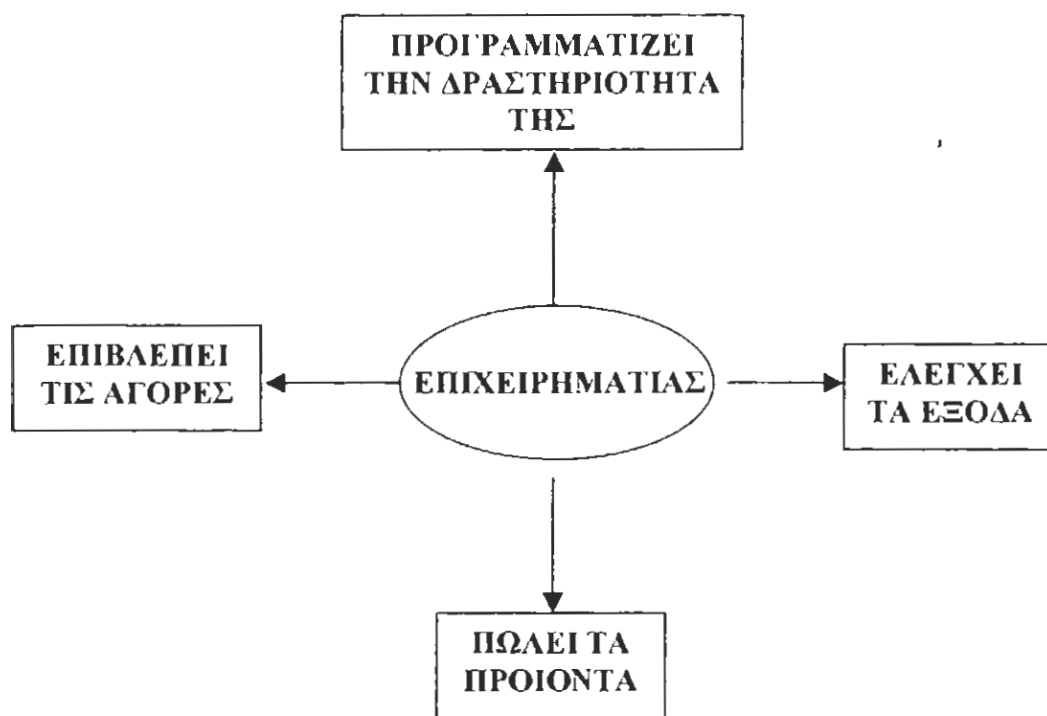 ΠΡΟΓΡΑΜΜΑΤΙΖΕΙ
ΤΗΝ ΔΡΑΣΤΗΡΙΟΤΗΤΑ
ΤΗΣ
ΕΠΙΒΛΕΠΕΙ
ΤΙΣ ΑΓΟΡΕΣ
ΕΠΙΧΕΙΡΗΜΑΤΙΑΣ
ΕΛΕΓΧΕΙ
ΤΑ ΕΞΟΔΑ
ΠΩΛΕΙ ΤΑ
ΠΡΟΙΟΝΤΑ